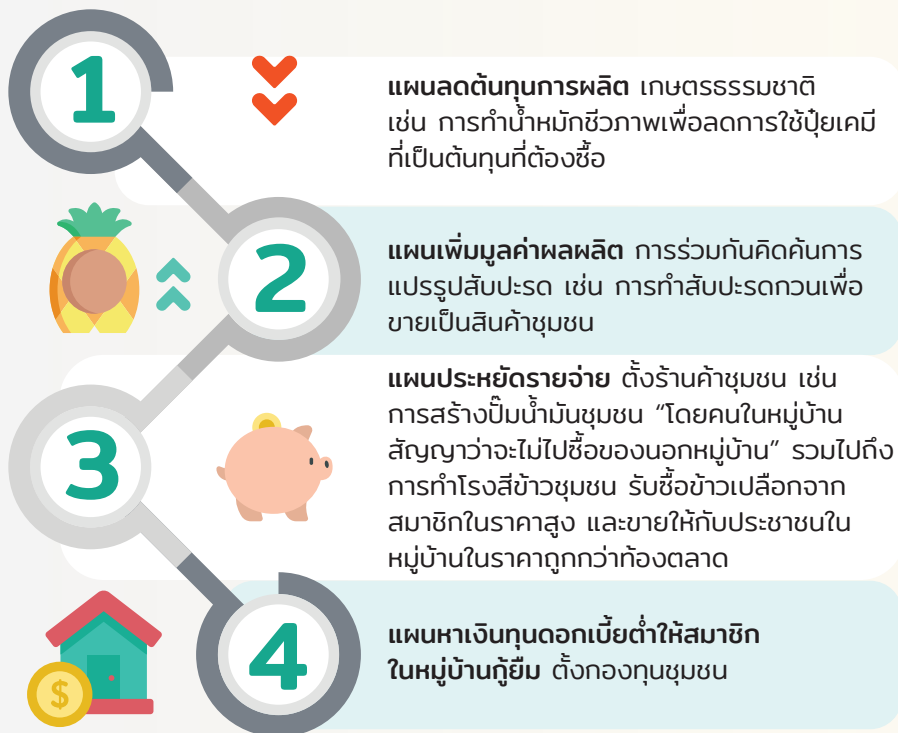 1
แผนลดต้นทุนการผลิต เกษตรธรรมชาติ
เช่น การทำน้ำหมักชีวภาพเพื่อลดการใช้ปุ๋ยเคมี
ที่เป็นต้นทุนที่ต้องซื้อ
2
แผนเพิ่มมูลค่าผลผลิต การร่วมกันคิดค้นการ
แปรรูปสับปะรด เช่น การทำสับปะรดกวนเพื่อ
ขายเป็นสินค้าชุมชน
3
แผนประหยัดรายจ่าย ตั้งร้านค้าชุมชน เช่น
การสร้างปั๊มน้ำมันชุมชน “โดยคนในหมู่บ้าน
สัญญาว่าจะไม่ไปซื้อของนอกหมู่บ้าน” รวมไปถึง
การทำโรงสีข้าวชุมชน รับซื้อข้าวเปลือกจาก
สมาชิกในราคาสูง และขายให้กับประชาชนใน
หมู่บ้านในราคาถูกกว่าท้องตลาด
4
แผนหาเงินทุนดอกเบี้ยต่ำให้สมาชิก
ในหมู่บ้านกู้ยืม ตั้งกองทุนชุมชน
$